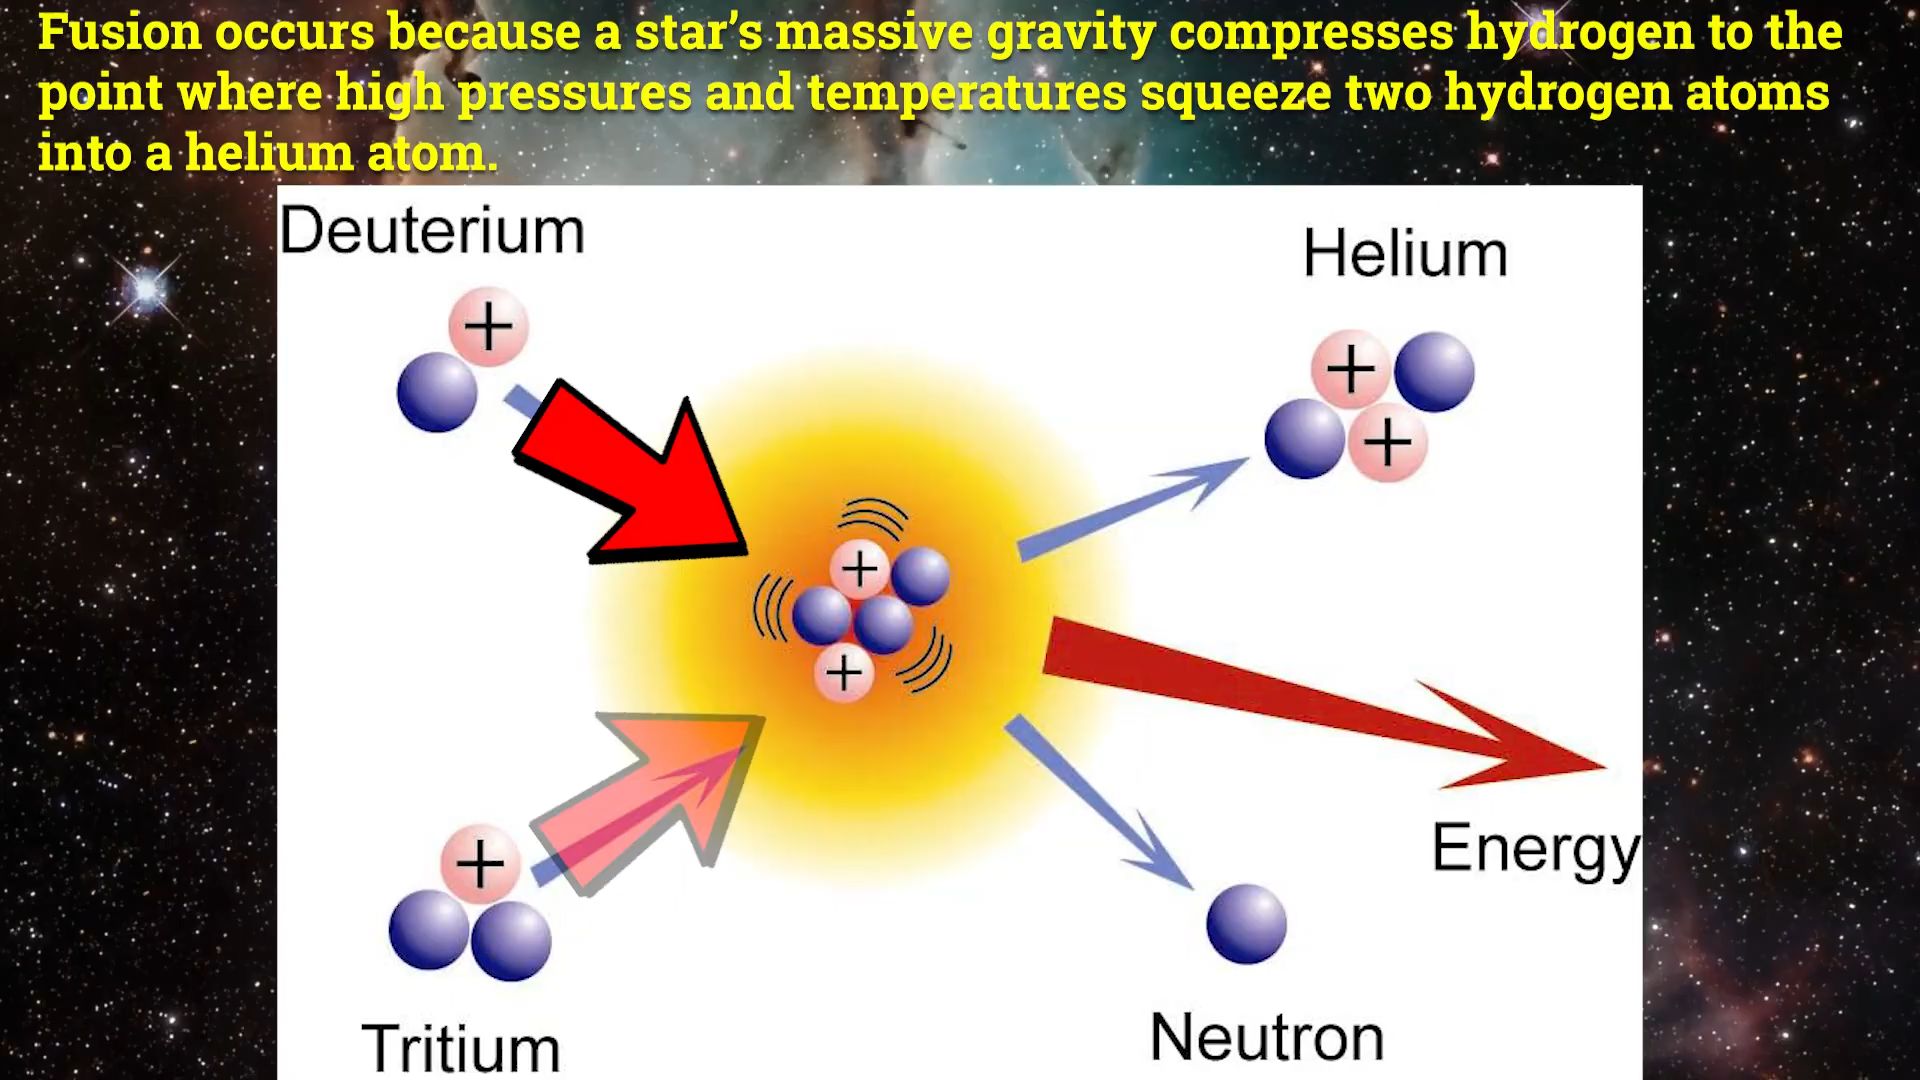 Fusion occurs because a star’s massive gravity compresses hydrogen to the
point where high pressures and temperatures squeeze two hydrogen atoms
into a helium atom.
Deuterium
Helium
+
+
+
+
+
+
Energy
Tritium
Neutron